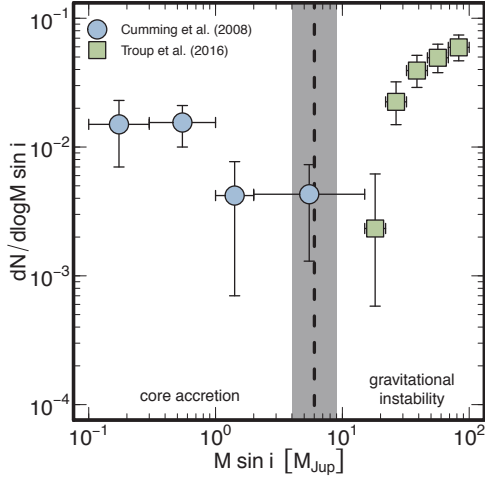 Cumming et al. (2008)
Troup et al. (2016)
10⁻¹
10⁻²
10⁻³
10⁻⁴
dN/dlogM sin i
core accretion
gravitational
instability
10⁻¹ 10⁰ 10¹ 10²
M sin i [M_Jup]